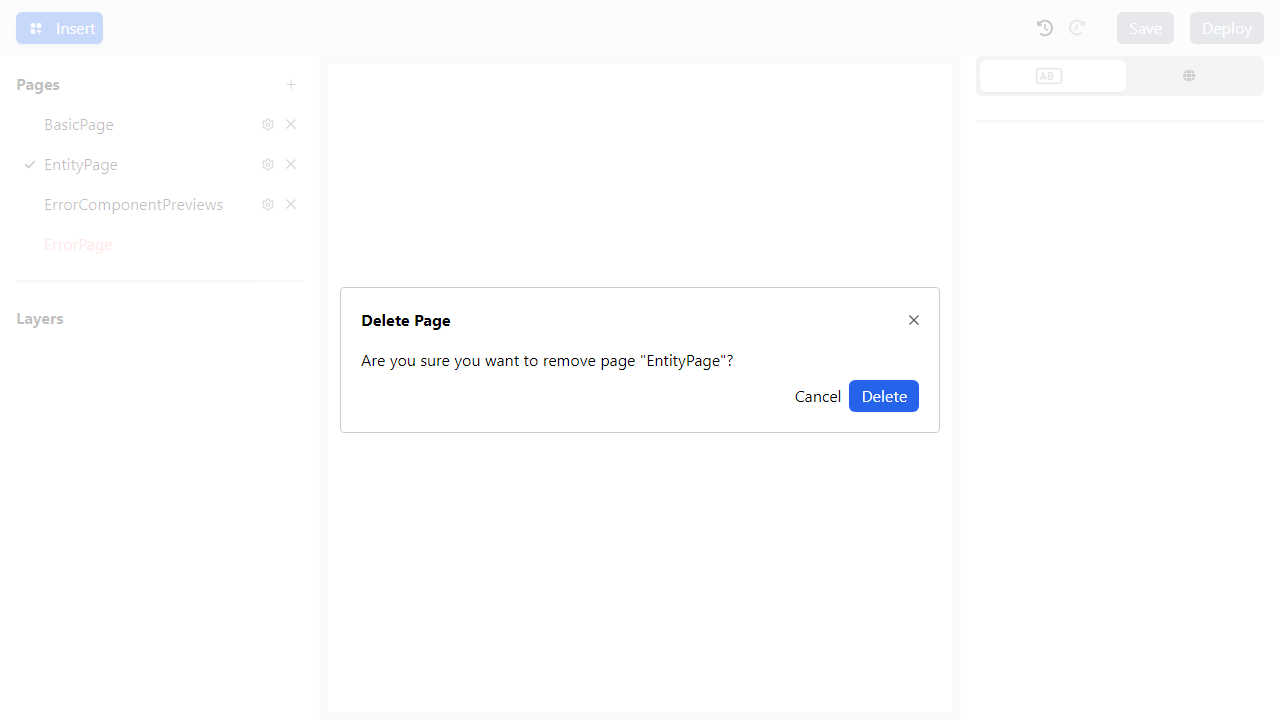 Insert
Save
Deploy
Pages
BasicPage
EntityPage
ErrorComponentPreviews
ErrorPage
Layers
AB
Delete Page
Are you sure you want to remove page "EntityPage"?
Cancel
Delete